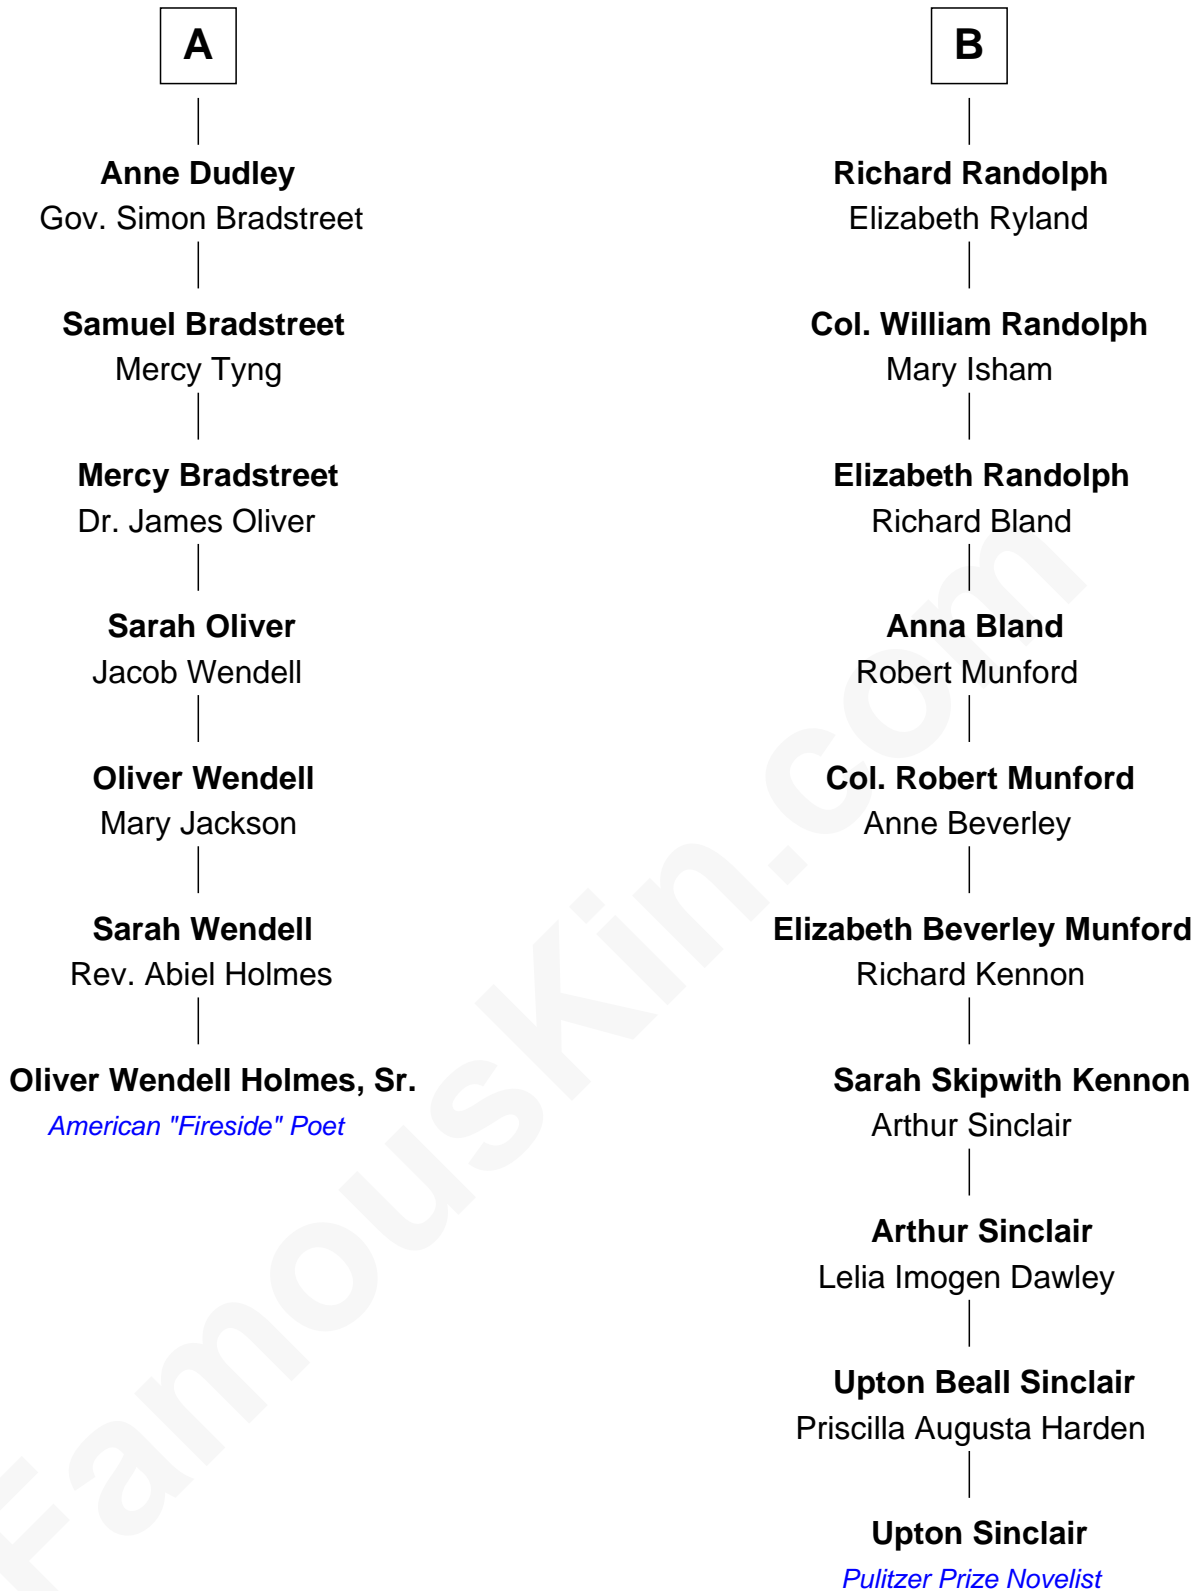 A
Anne Dudley
Gov. Simon Bradstreet
Samuel Bradstreet
Mercy Tyng
Mercy Bradstreet
Dr. James Oliver
Sarah Oliver
Jacob Wendell
Oliver Wendell
Mary Jackson
Sarah Wendell
Rev. Abiel Holmes
Oliver Wendell Holmes, Sr.
American "Fireside" Poet
B
Richard Randolph
Elizabeth Ryland
Col. William Randolph
Mary Isham
Elizabeth Randolph
Richard Bland
Anna Bland
Robert Munford
Col. Robert Munford
Anne Beverley
Elizabeth Beverley Munford
Richard Kennon
Sarah Skipwith Kennon
Arthur Sinclair
Arthur Sinclair
Lelia Imogen Dawley
Upton Beall Sinclair
Priscilla Augusta Harden
Upton Sinclair
Pulitzer Prize Novelist
FamousKin.com